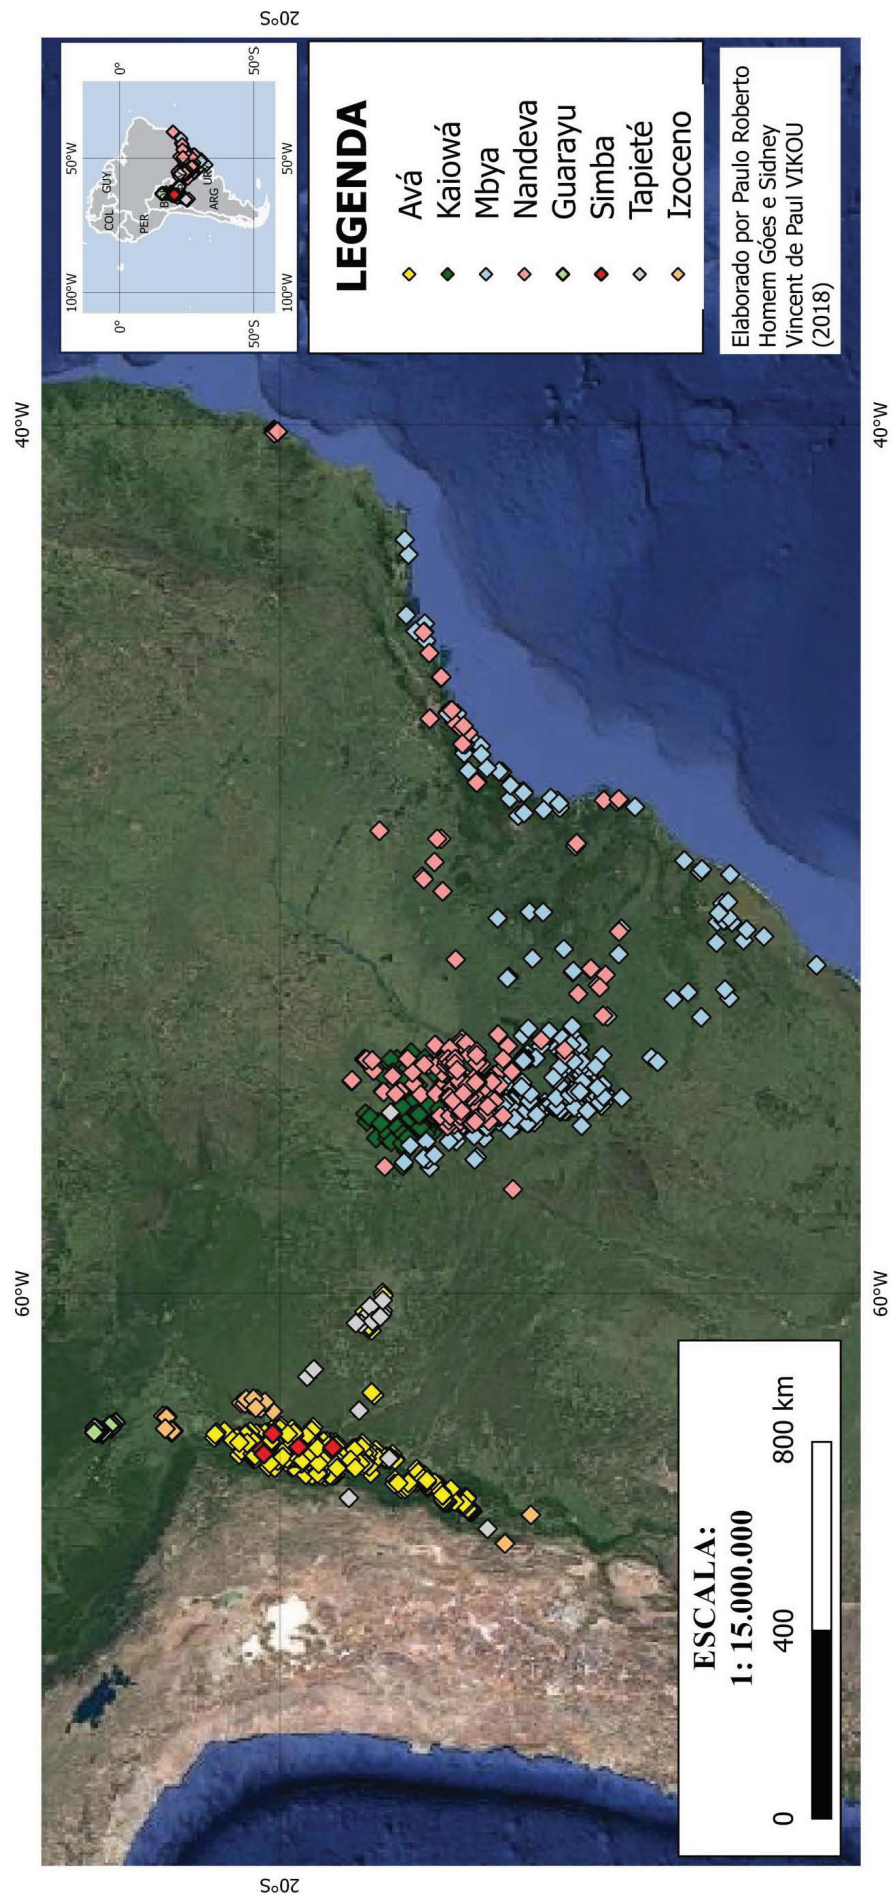 40°W
60°W
20°S
20°S
100°W
50°W
0°
0°
50°S
50°S
100°W
50°W
COL
GUY
PER
ARG
LEGENDA
Avá
Kaiowá
Mbya
Nandeva
Guarayu
Simba
Tapieté
Izoceno
Elaborado por Paulo Roberto
Homem Góes e Sidney
Vincent de Paul VIKOU
(2018)
ESCALA:
1: 15.000.000
0 400 800 km
60°W
40°W